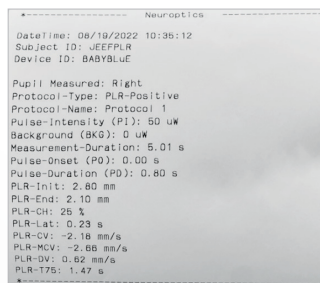 *---------------- Neuroptics ----------------
DateTime: 08/19/2022 10:35:12
Subject ID: JEEFPLR
Device ID: BABYBLuE
Pupil Measured: Right
Protocol-Type: PLR-Positive
Protocol-Name: Protocol 1
Pulse-Intensity (PI): 50 uW
Background (BKG): 0 uW
Measurement-Duration: 5.01 s
Pulse-Onset (PO): 0.00 s
Pulse-Duration (PD): 0.80 s
PLR-Init: 2.80 mm
PLR-End: 2.10 mm
PLR-CH: 25 %
PLR-Lat: 0.23 s
PLR-CV: -2.18 mm/s
PLR-MCV: -2.66 mm/s
PLR-DV: 0.62 mm/s
PLR-T75: 1.47 s
*--------------------------------